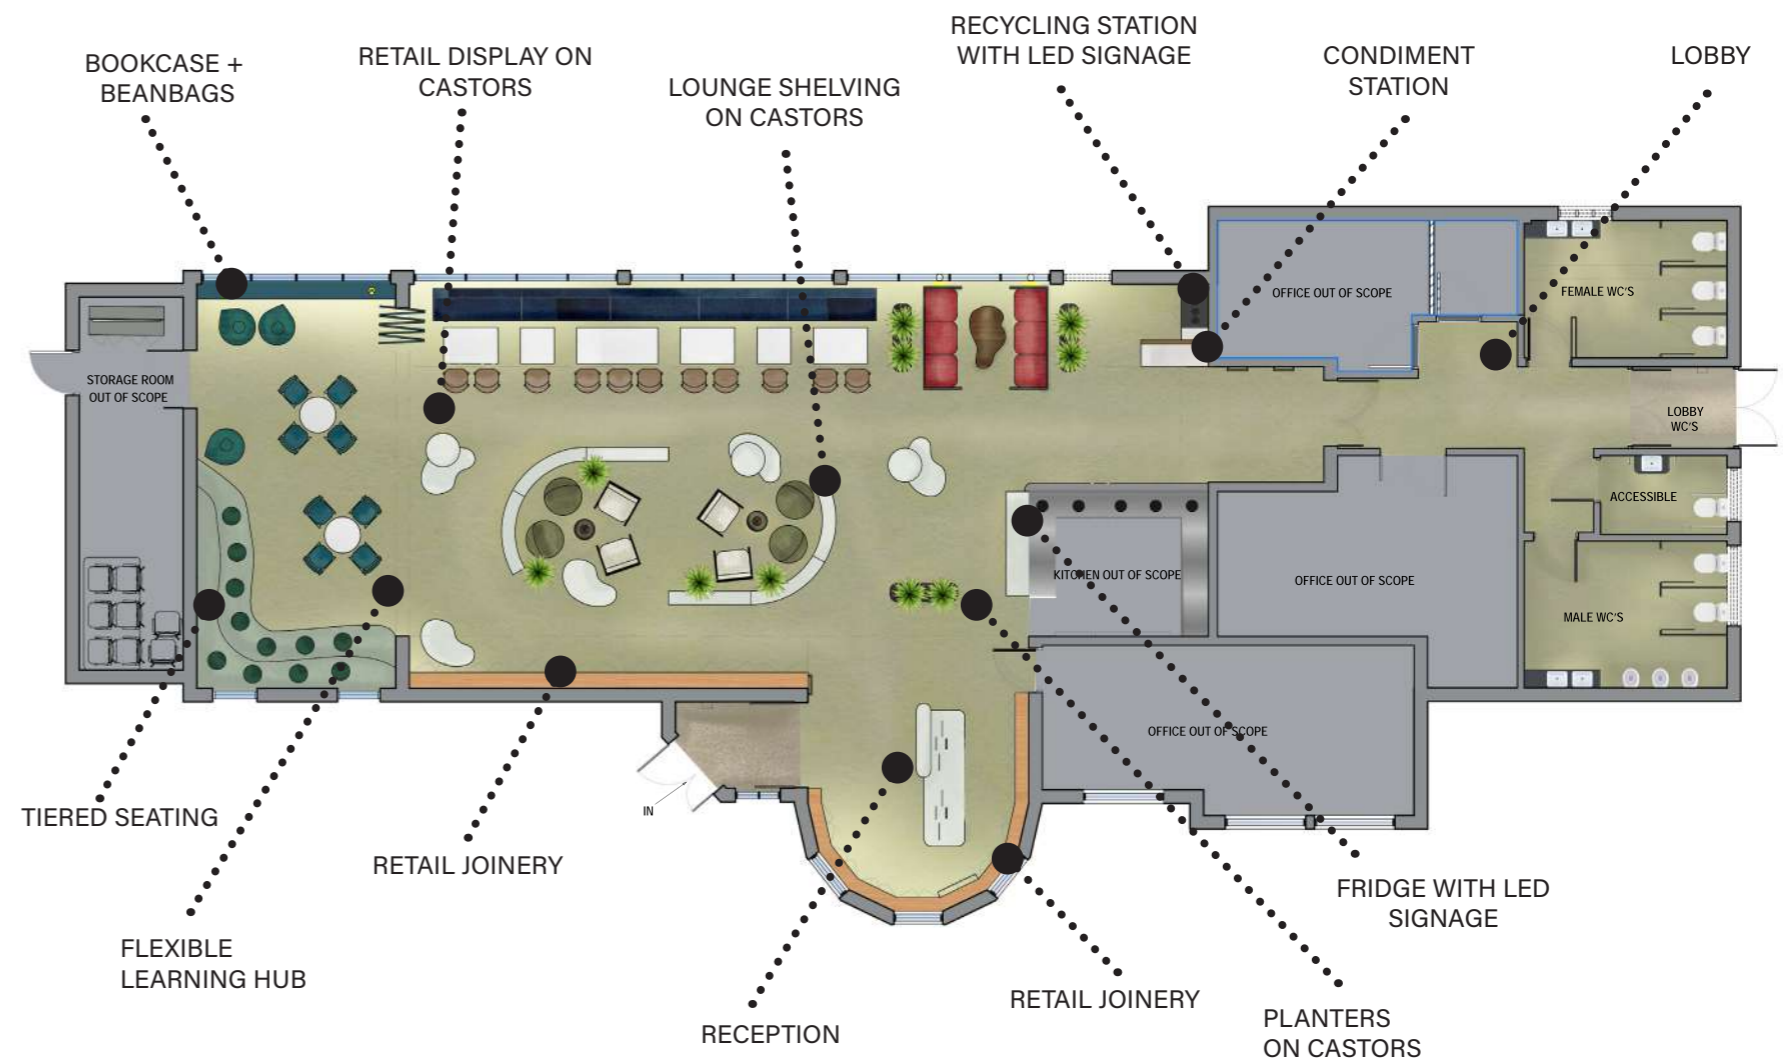 RECYCLING STATION
WITH LED SIGNAGE
BOOKCASE +
BEANBAGS
RETAIL DISPLAY ON
CASTORS
LOUNGE SHELVING
ON CASTORS
CONDIMENT
STATION
LOBBY
OFFICE OUT OF SCOPE
FEMALE WC'S
STORAGE ROOM
OUT OF SCOPE
LOBBY
WC'S
ACCESSIBLE
KITCHEN OUT OF SCOPE
OFFICE OUT OF SCOPE
MALE WC'S
OFFICE OUT OF SCOPE
IN
TIERED SEATING
RETAIL JOINERY
FLEXIBLE
LEARNING HUB
RECEPTION
RETAIL JOINERY
FRIDGE WITH LED
SIGNAGE
PLANTERS
ON CASTORS